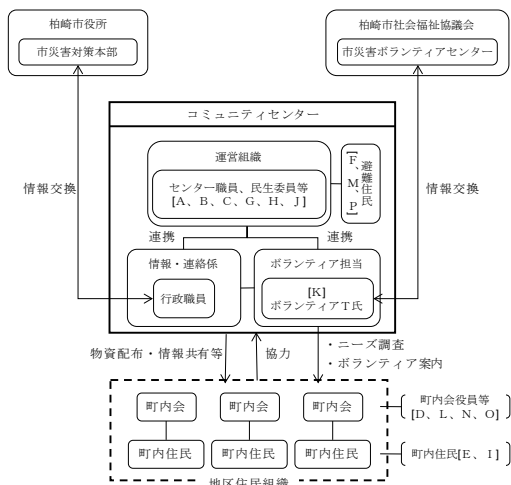 柏崎市役所
市災害対策本部
柏崎市社会福祉協議会
市災害ボランティアセンター
コミュニティセンター
運営組織
センター職員、民生委員等
[A、B、C、G、H、J]
避難住民
[F、M、P]
情報交換
情報交換
連携
連携
情報・連絡係
行政職員
ボランティア担当
[K]
ボランティアT氏
物資配布・情報共有等
協力
・ニーズ調査
・ボランティア案内
町内会
町内会
町内会
町内会役員等
[D、L、N、O]
町内住民
町内住民
町内住民
町内住民[E、I]
地区住民組織